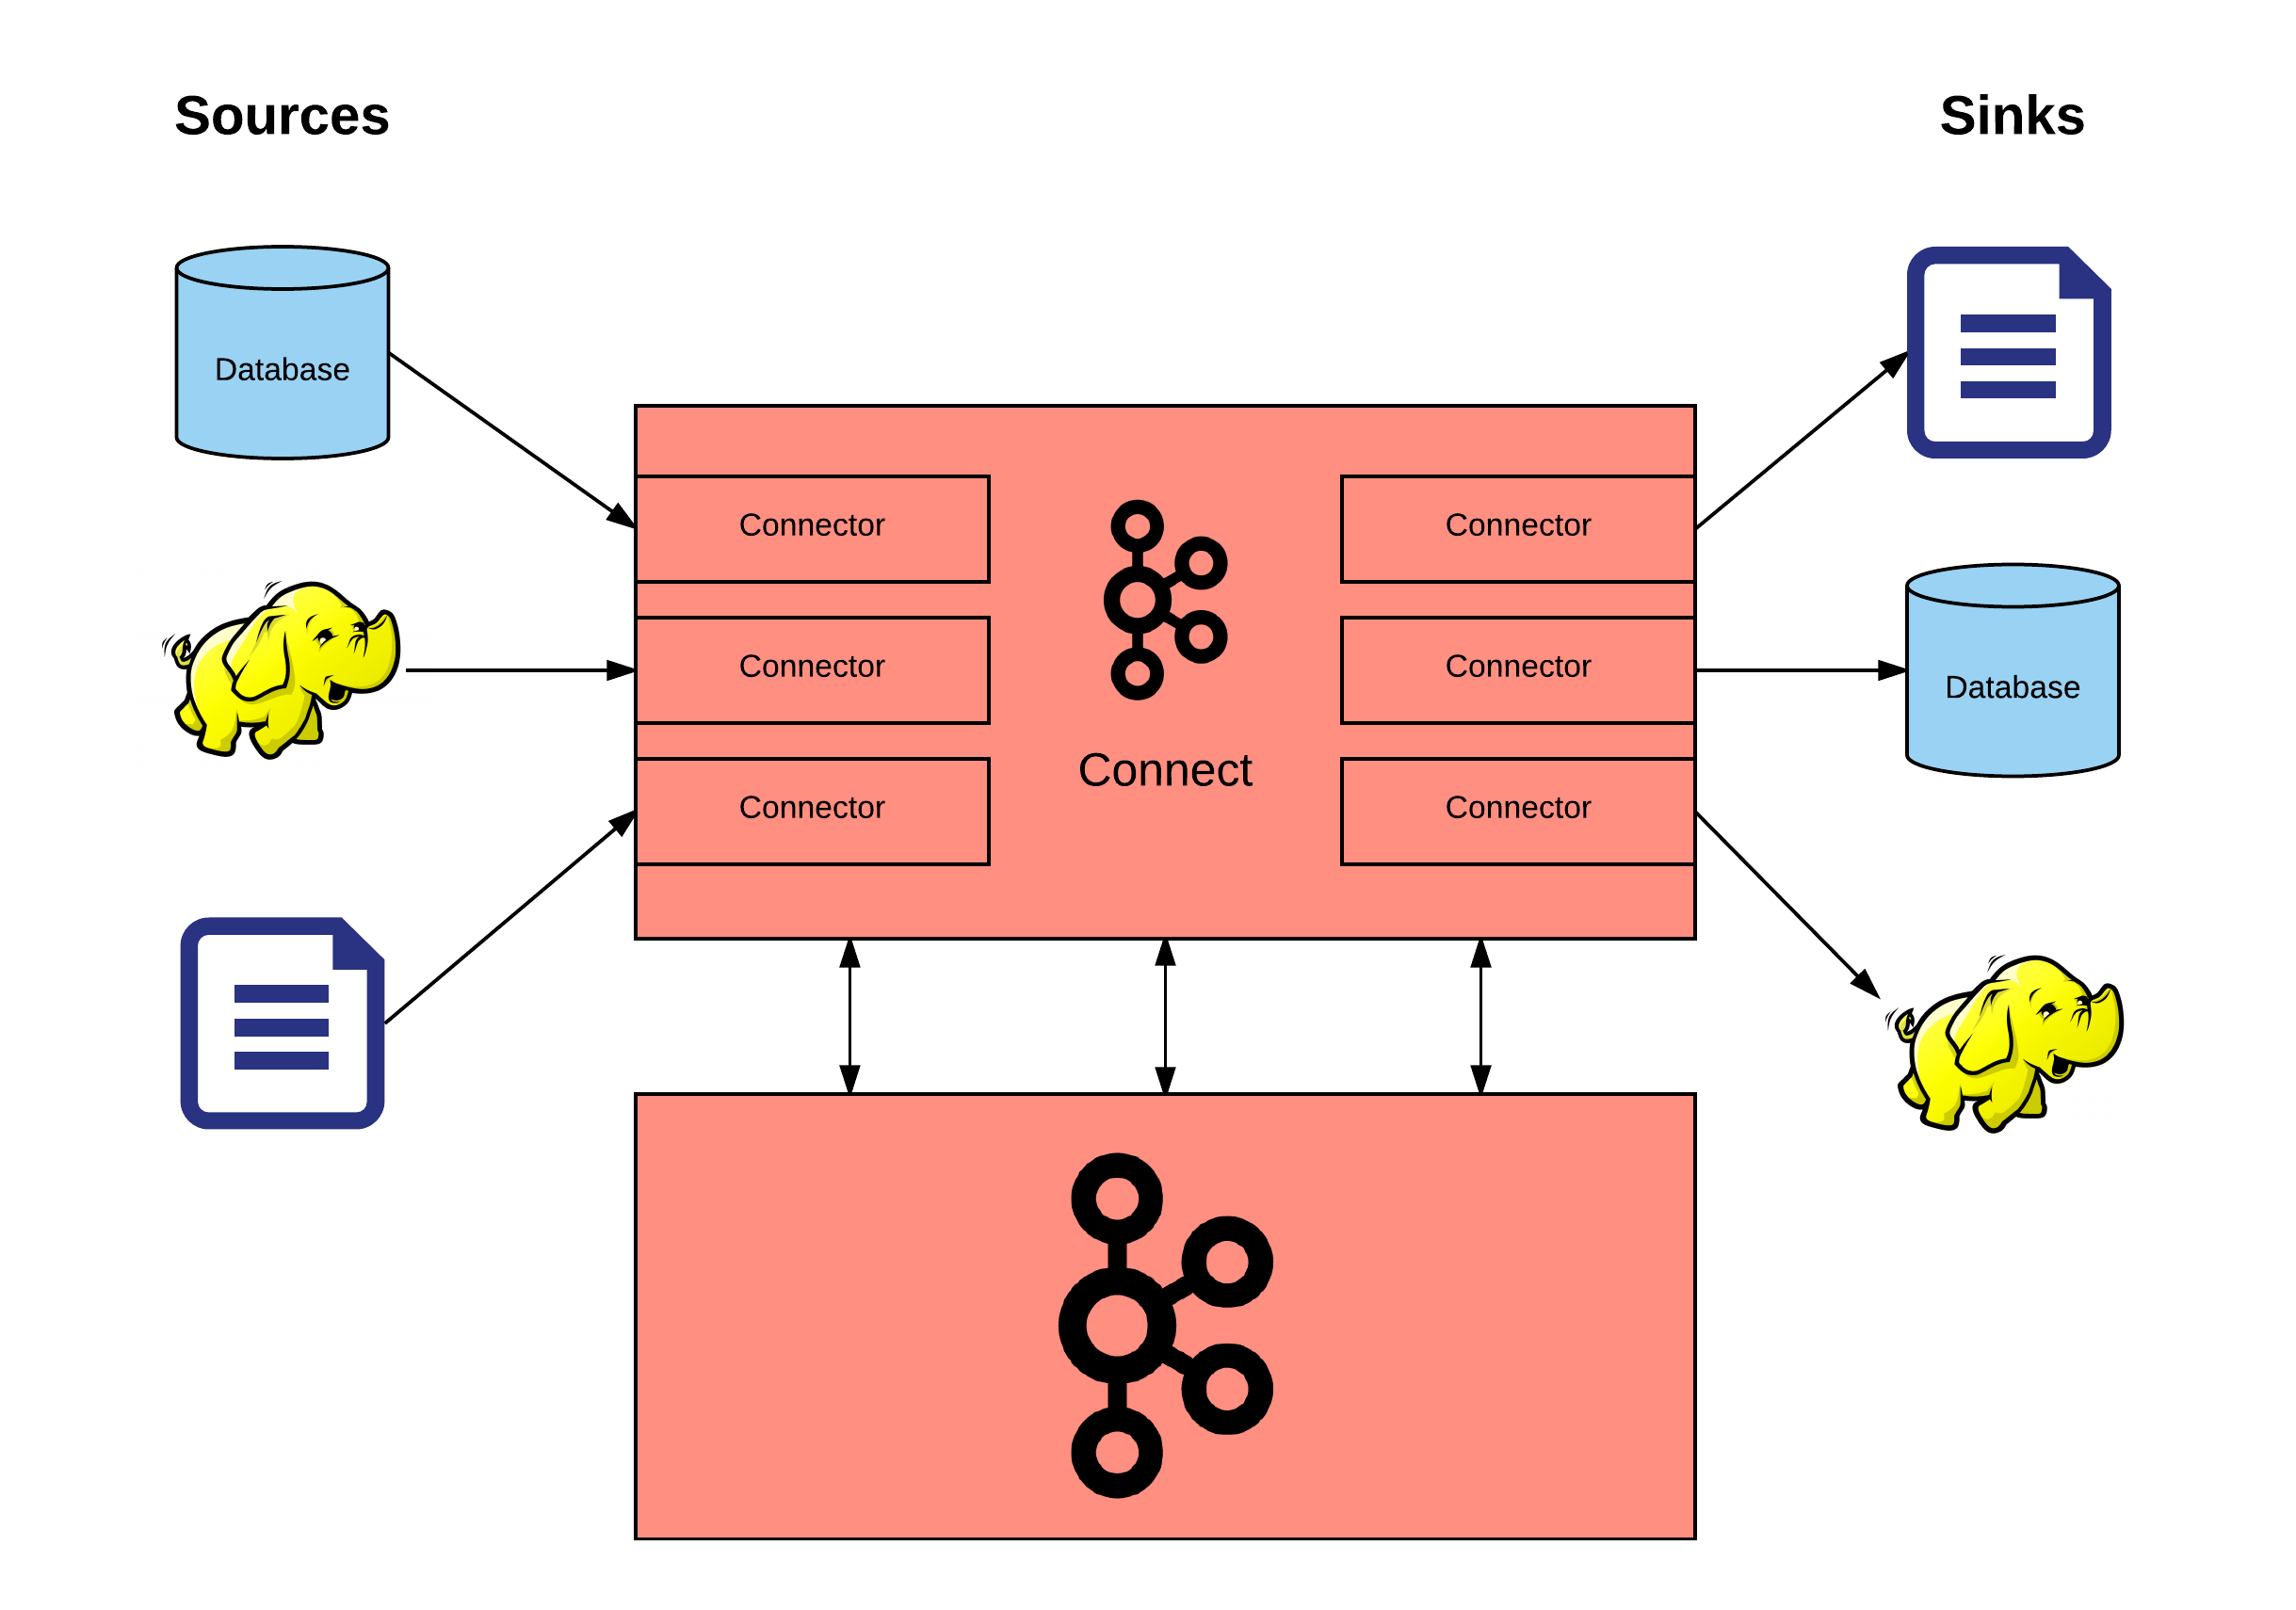 Sources
Sinks
Database
Connector
Connector
Connector
Connector
Database
Connect
Connector
Connector